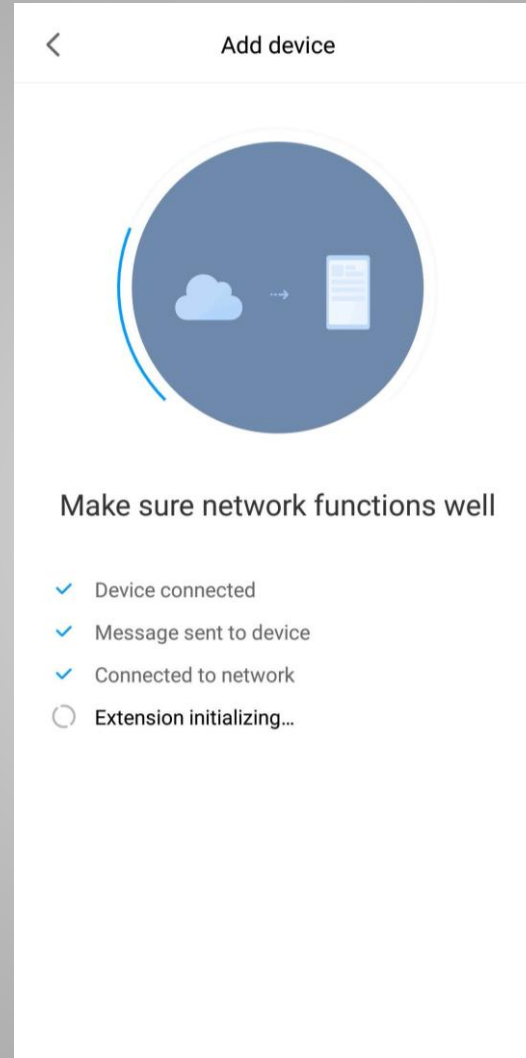 Add device
Make sure network functions well
Device connected
Message sent to device
Connected to network
Extension initializing...